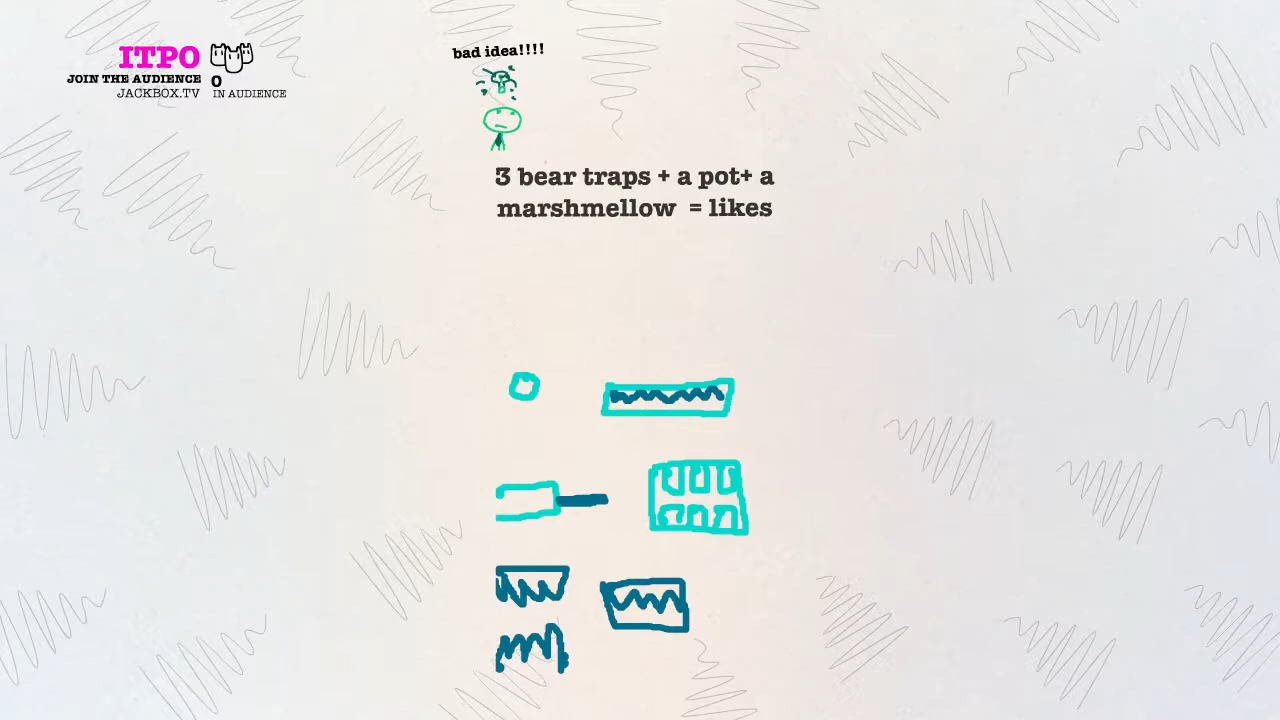 ITPO
JOIN THE AUDIENCE
JACKBOX.TV
0
IN AUDIENCE
bad idea!!!!
3 bear traps + a pot+ a
marshmellow = likes